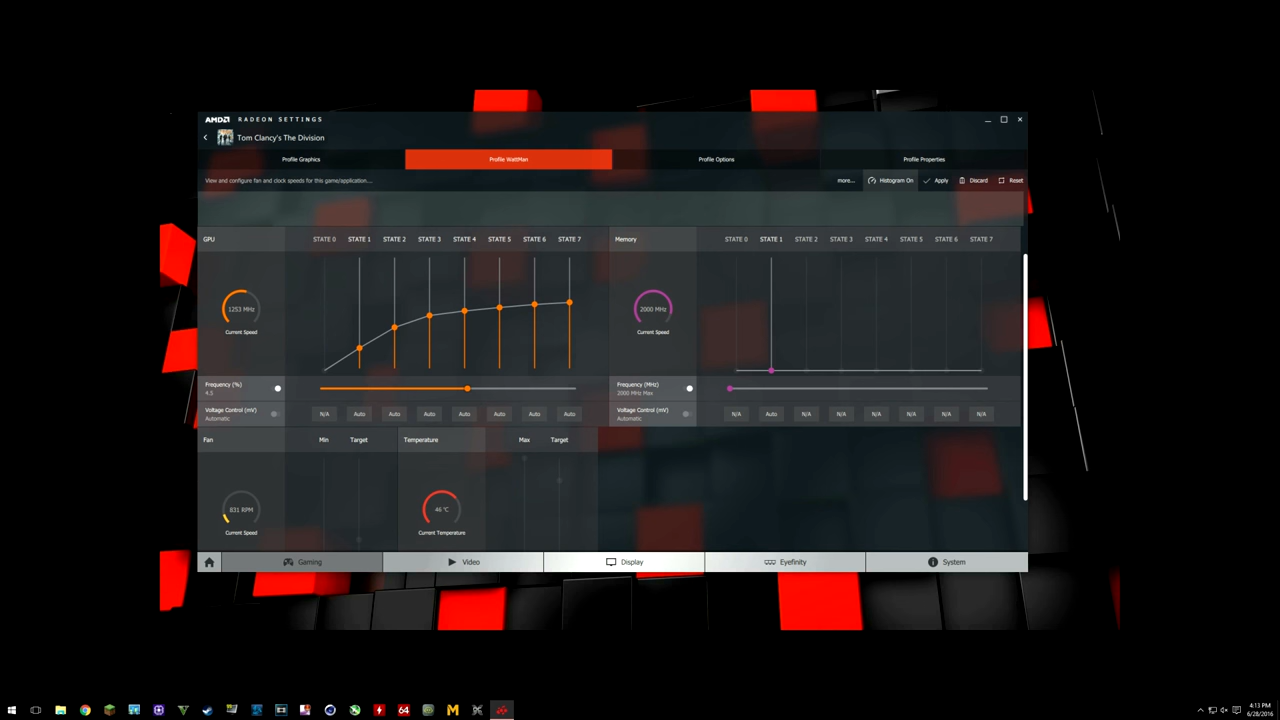 AMD RADEON SETTINGS
Tom Clancy's The Division
Profile Graphics Profile WattMan Profile Options Profile Properties
View and configure fan and clock speeds for this game/application... more... Histogram On Apply Discard Reset
GPU STATE 0 STATE 1 STATE 2 STATE 3 STATE 4 STATE 5 STATE 6 STATE 7
1253 MHz
Current Speed
Frequency (%)
4.5
Voltage Control (mV)
Automatic
N/A Auto Auto Auto Auto Auto Auto Auto
Memory STATE 0 STATE 1 STATE 2 STATE 3 STATE 4 STATE 5 STATE 6 STATE 7
2000 MHz
Current Speed
Frequency (MHz)
2000 MHz Max
Voltage Control (mV)
Automatic
N/A Auto N/A N/A N/A N/A N/A N/A
Fan Min Target
831 RPM
Current Speed
Temperature Max Target
46 °C
Current Temperature
Gaming Video Display Eyefinity System
64
4:13 PM
6/28/2016